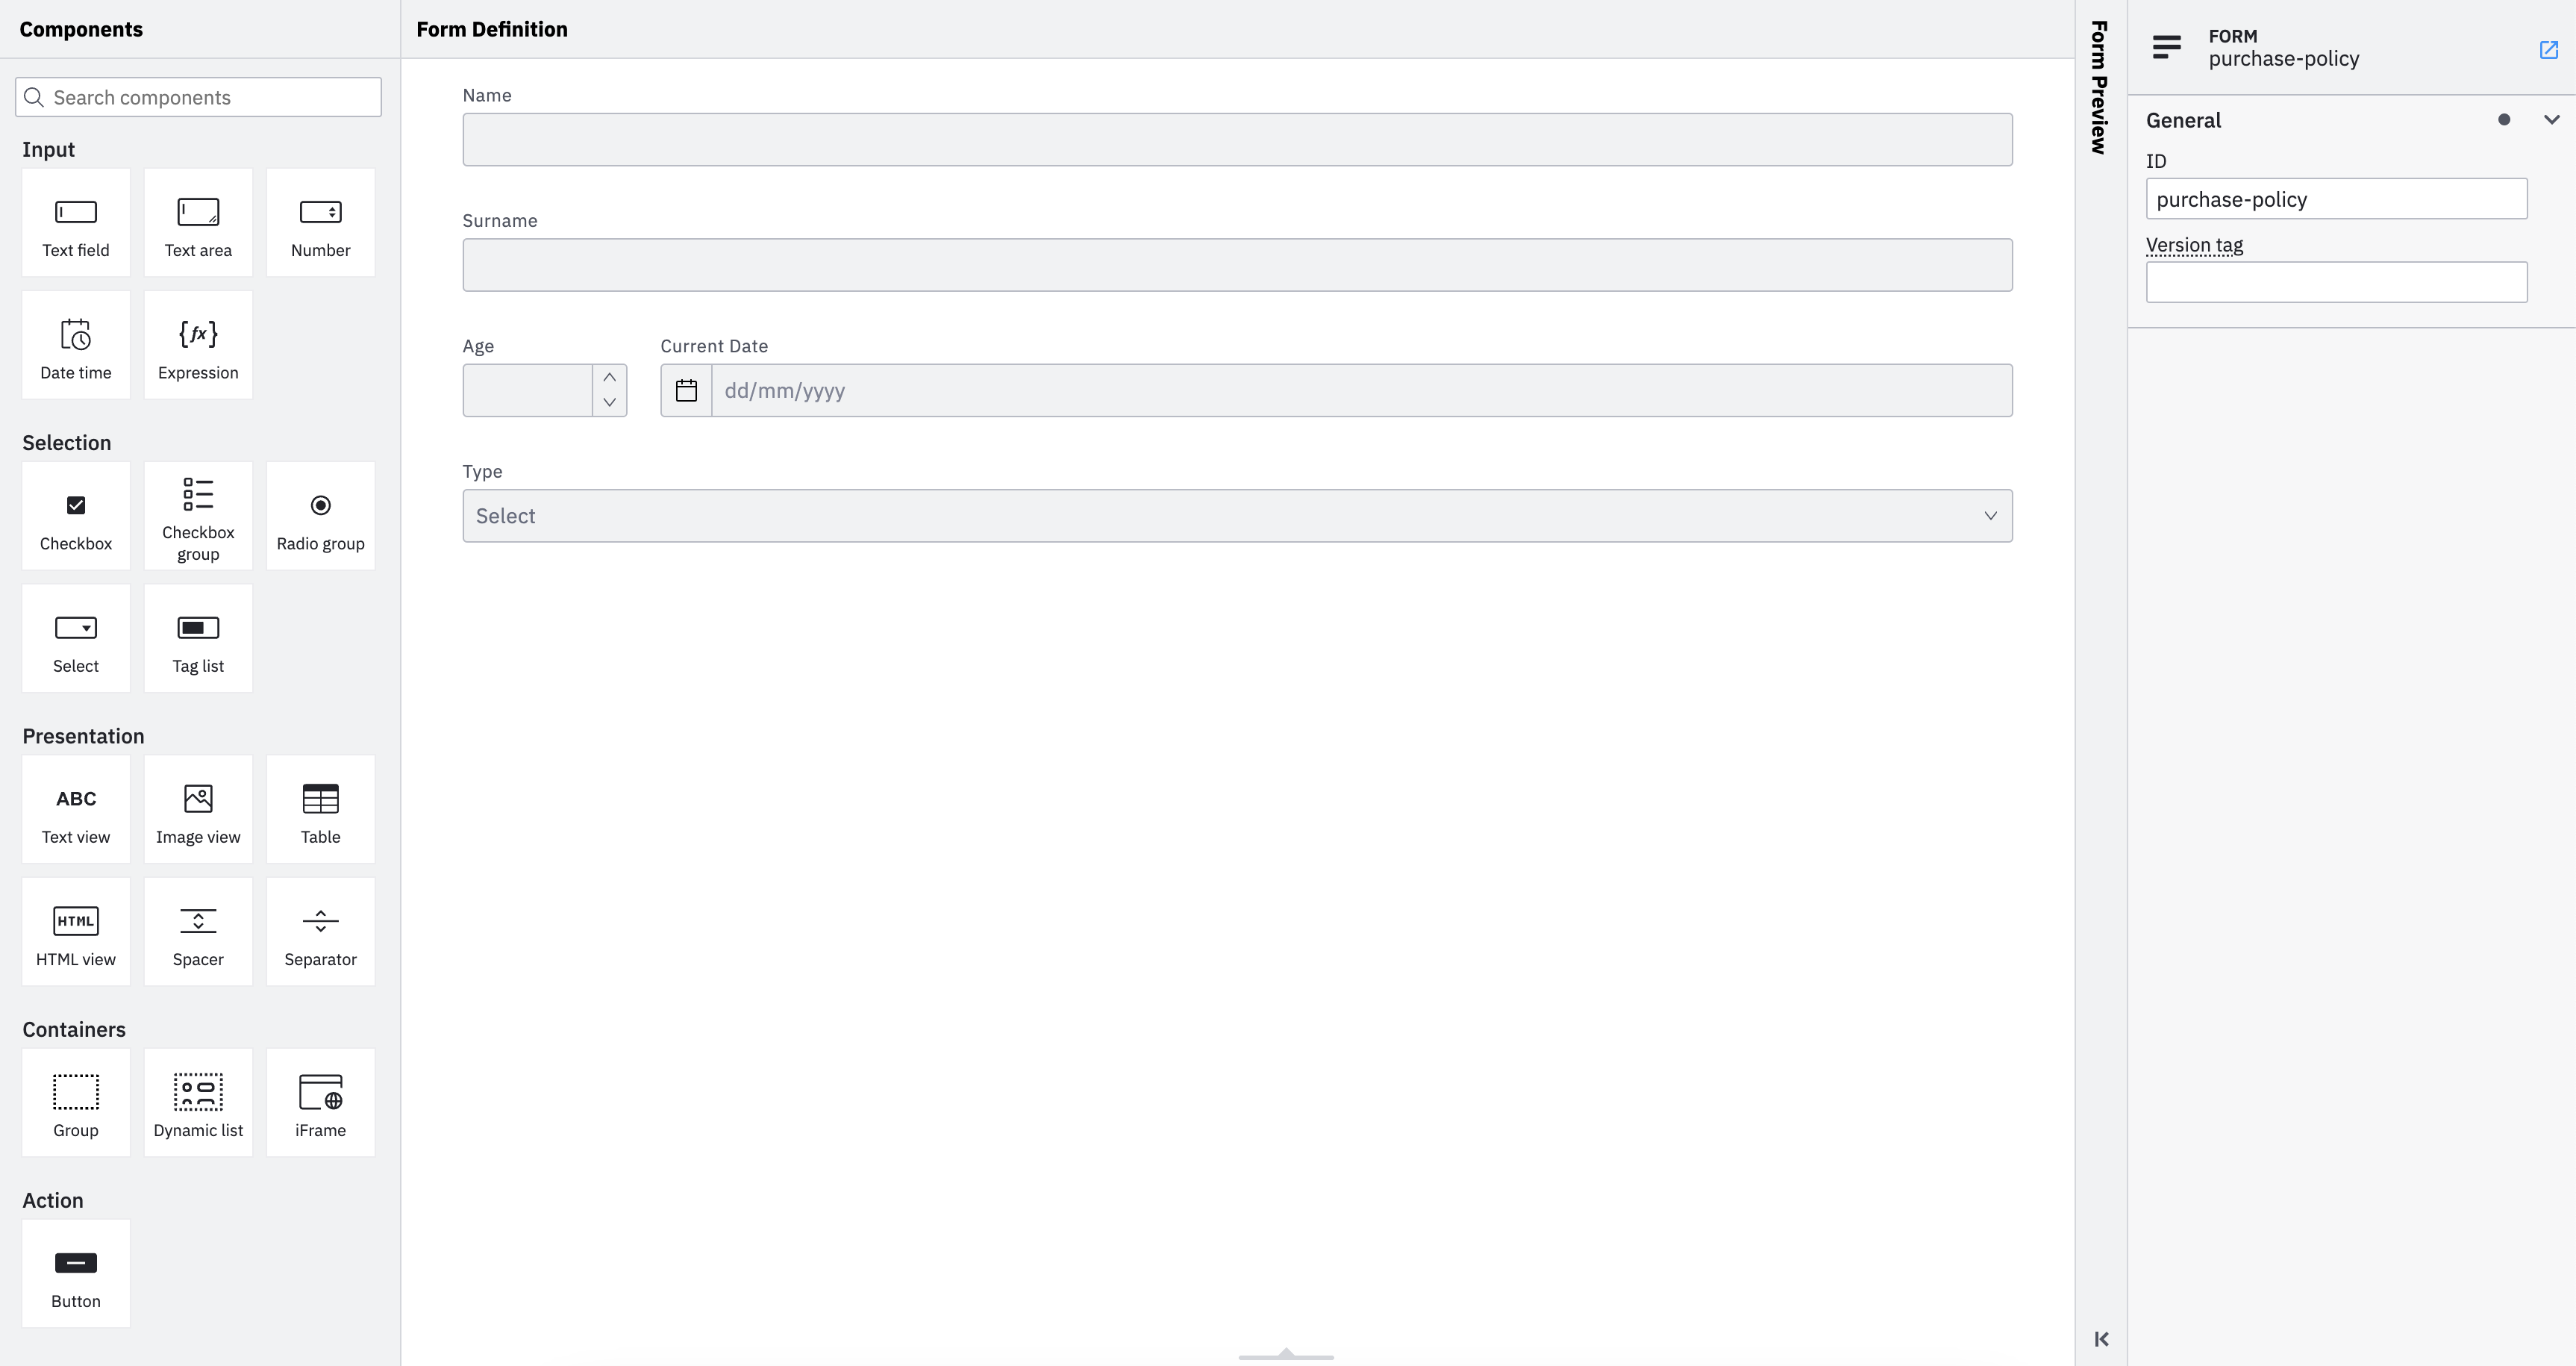 Components
Search components
Input
Text field
Text area
Number
Date time
{fx}
Expression
Selection
Checkbox
Checkbox
group
Radio group
Select
Tag list
Presentation
ABC
Text view
Image view
Table
HTML
HTML view
Spacer
Separator
Containers
Group
Dynamic list
iFrame
Action
Button
Form Definition
Name
Surname
Age
Current Date
dd/mm/yyyy
Type
Select
Form Preview
FORM
purchase-policy
General
ID
purchase-policy
Version tag